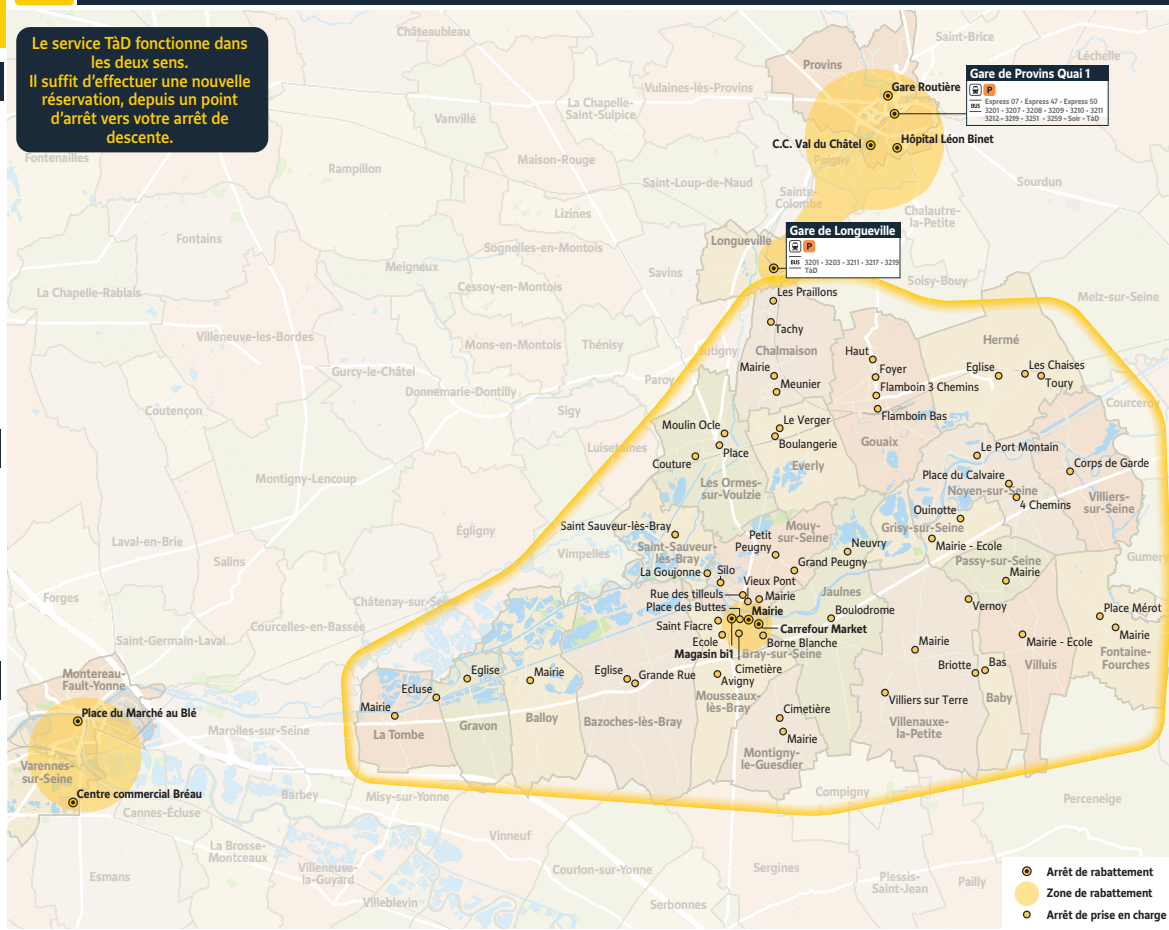 Le service TàD fonctionne dans
les deux sens.
Il suffit d'effectuer une nouvelle
réservation, depuis un point
d'arrêt vers votre arrêt de
descente.
Châteaubleau
Saint-Brice
Léchelle
Provins
Vulaines-lès-Provins
La Chapelle-
Saint-Sulpice
Vanvillé
Gare Routière
Gare de Provins Quai 1
P
BUS
Express 07 - Express 47 - Express 50
3201 - 3207 - 3208 - 3209 - 3210 - 3211
3212 - 3219 - 3251 - 3259 - Soir - TàD
C.C. Val du Châtel
Hôpital Léon Binet
Poigny
Fontenailles
Rampillon
Maison-Rouge
Saint-Loup-de-Naud
Sainte-
Colombe
Sourdun
Lizines
Chalautre-
la-Petite
Fontains
Sognolles-en-Montois
Longueville
Gare de Longueville
P
BUS
3201 - 3203 - 3211 - 3217 - 3219
TàD
Meigneux
Savins
Soisy-Bouy
La Chapelle-Rablais
Cessoy-en-Montois
Melz-sur-Seine
Les Praillons
Tachy
Villeneuve-les-Bordes
Mons-en-Montois
Thénisy
Jutigny
Chalmaison
Hermé
Haut
Foyer
Eglise
Les Chaises
Toury
Mairie
Meunier
Flamboin 3 Chemins
Flamboin Bas
Gurcy-le-Châtel
Donnemarie-Dontilly
Paroy
Courceroy
Coutençon
Sigy
Luisetaines
Moulin Ocle
Place
Couture
Le Verger
Boulangerie
Everly
Gouaix
Le Port Montain
Corps de Garde
Montigny-Lencoup
Les Ormes-
sur-Voulzie
Place du Calvaire
Noyen-sur-Seine
4 Chemins
Villiers-
sur-Seine
Égligny
Saint Sauveur-lès-Bray
Saint-Sauveur-
lès-Bray
Ouinotte
Grisy-sur-Seine
Mairie - Ecole
Laval-en-Brie
Salins
Vimpelles
Petit
Peugny
Mouy-
sur-Seine
Neuvry
Grand Peugny
Passy-sur-Seine
Mairie
Gumery
La Goujonne
Silo
Vieux Pont
Mairie
Jaulnes
Forges
Châtenay-sur-Seine
Rue des tilleuls
Place des Buttes
Mairie
Boulodrome
Vernoy
Place Mérot
Mairie
Courcelles-en-Bassée
Saint Fiacre
Ecole
Carrefour Market
Borne Blanche
Magasin bi1
Bray-sur-Seine
Mairie
Mairie - Ecole
Fontaine-
Fourches
Saint-Germain-Laval
Montereau-
Fault-Yonne
Eglise
Ecluse
Mairie
Eglise
Grande Rue
Cimetière
Avigny
Mousseaux-
lès-Bray
Briotte
Bas
Villuis
Baby
Place du Marché au Blé
Marolles-sur-Seine
Mairie
La Tombe
Gravon
Balloy
Bazoches-lès-Bray
Cimetière
Mairie
Villiers sur Terre
Villenauxe-
la-Petite
Varennes-
sur-Seine
Montigny-
le-Guesdier
Centre commercial Bréau
Cannes-Écluse
Barbey
Misy-sur-Yonne
Compigny
Perceneige
La Brosse-
Montceaux
Vinneuf
Esmans
Villeneuve-
la-Guyard
Courlon-sur-Yonne
Sergines
Plessis-
Saint-Jean
Pailly
Villeblevin
Serbonnes
Arrêt de rabattement
Zone de rabattement
Arrêt de prise en charge